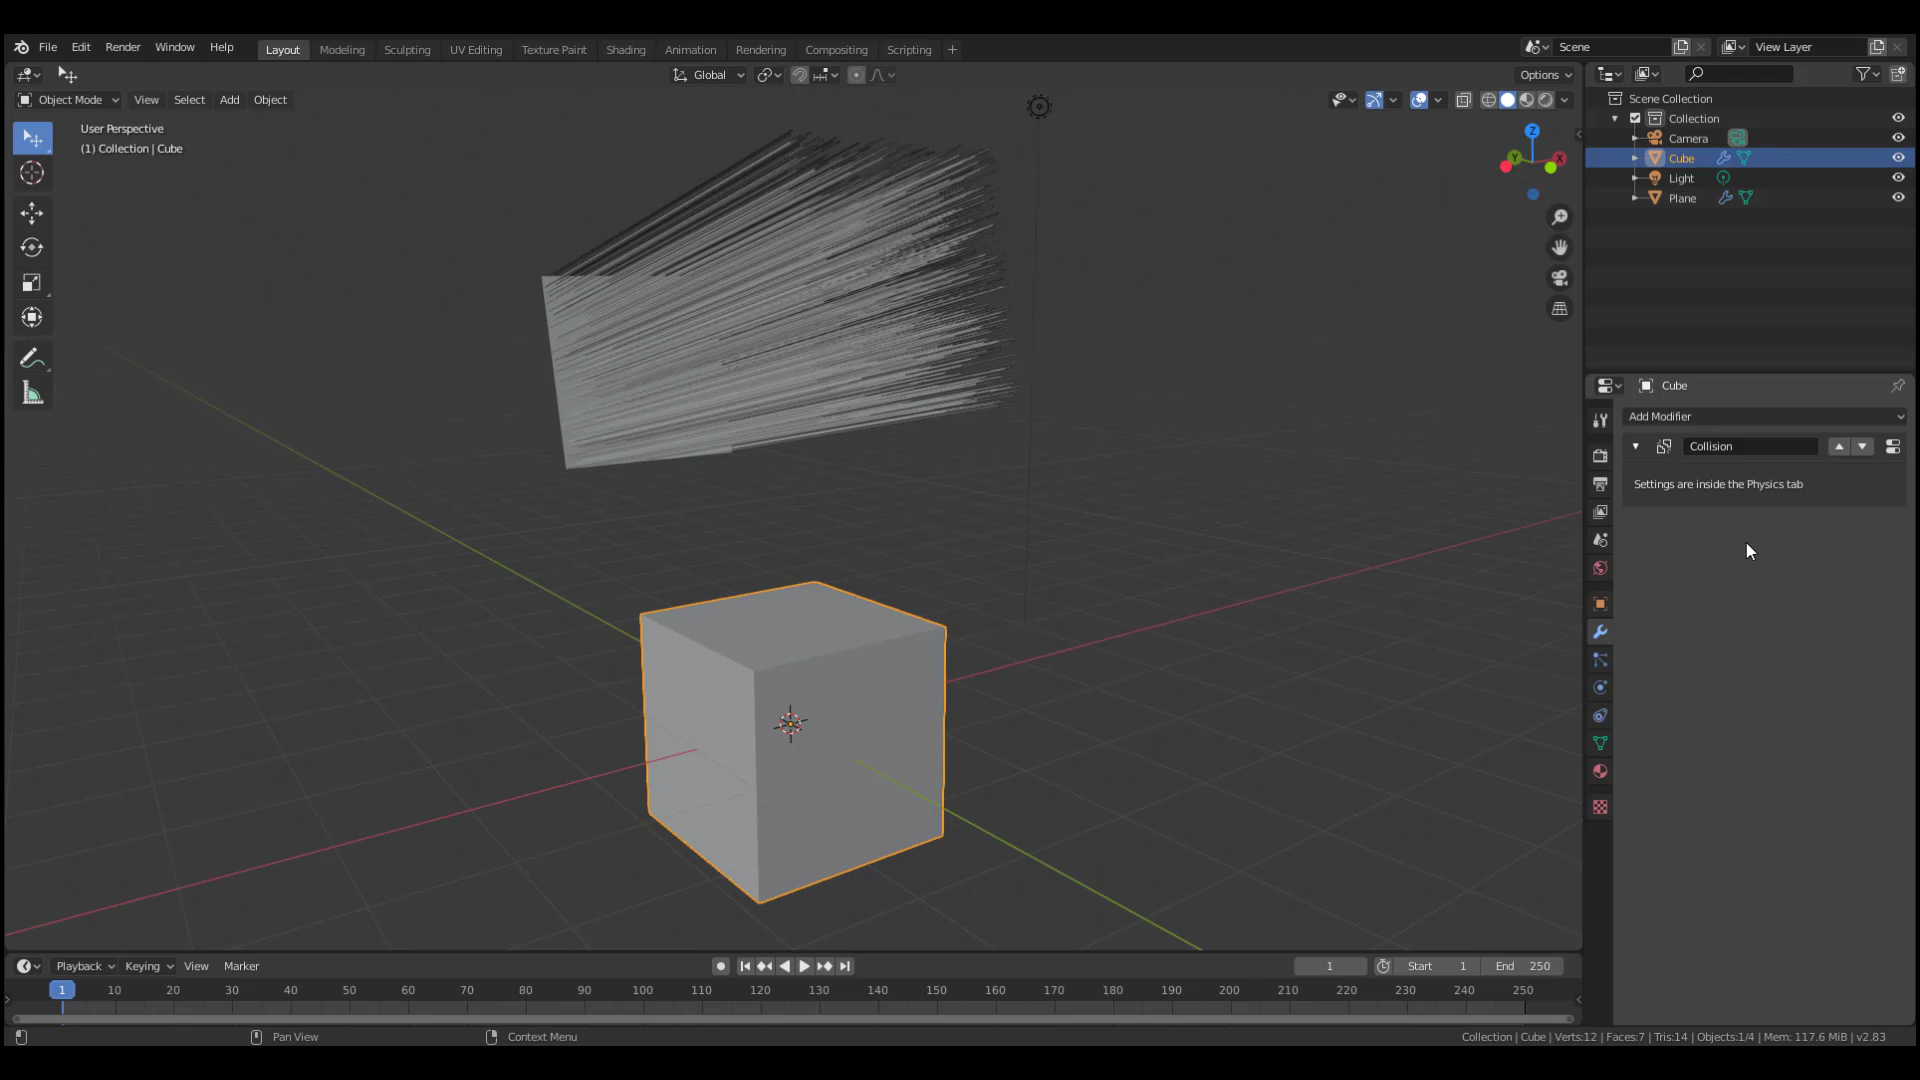 File Edit Render Window Help Layout Modeling Sculpting UV Editing Texture Paint Shading Animation Rendering Compositing Scripting + Scene View Layer
Global Options
Object Mode View Select Add Object
User Perspective
(1) Collection | Cube
Z
Y X
Scene Collection
Collection
Camera
Cube
Light
Plane
Cube
Add Modifier
Collision
Settings are inside the Physics tab
Playback Keying View Marker 1 Start 1 End 250
1 10 20 30 40 50 60 70 80 90 100 110 120 130 140 150 160 170 180 190 200 210 220 230 240 250
Pan View Context Menu Collection | Cube | Verts:12 | Faces:7 | Tris:14 | Objects:1/4 | Mem: 117.6 MiB | v2.83